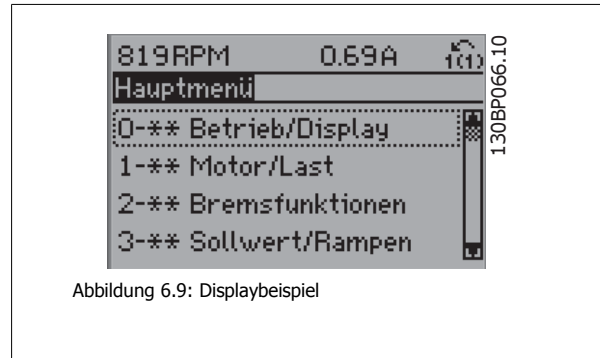 819RPM 0.69A 1(1)
Hauptmenü
0-** Betrieb/Display
1-** Motor/Last
2-** Bremsfunktionen
3-** Sollwert/Rampen
130BP066.10
Abbildung 6.9: Displaybeispiel